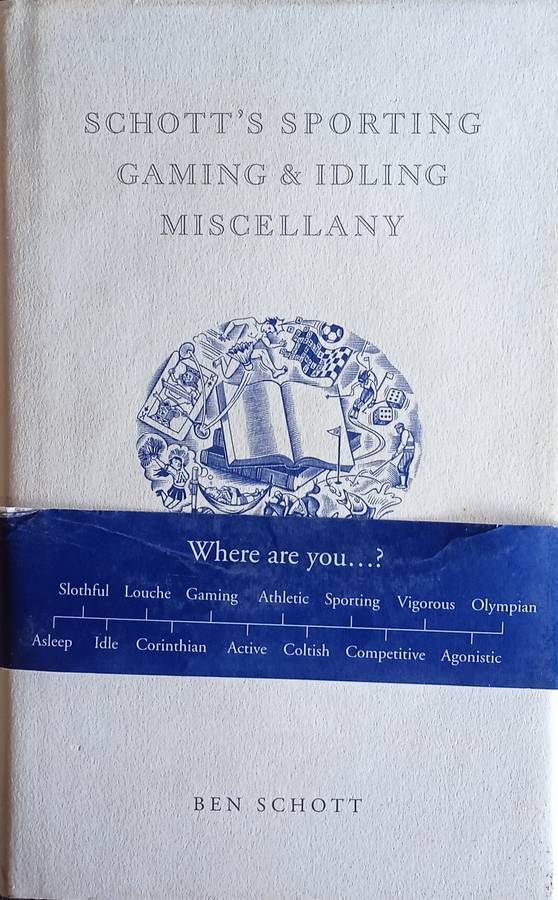 SCHOTT'S SPORTING
GAMING & IDLING
MISCELLANY
Where are you...?
Slothful Louche Gaming Athletic Sporting Vigorous Olympian
Asleep Idle Corinthian Active Coltish Competitive Agonistic
BEN SCHOTT